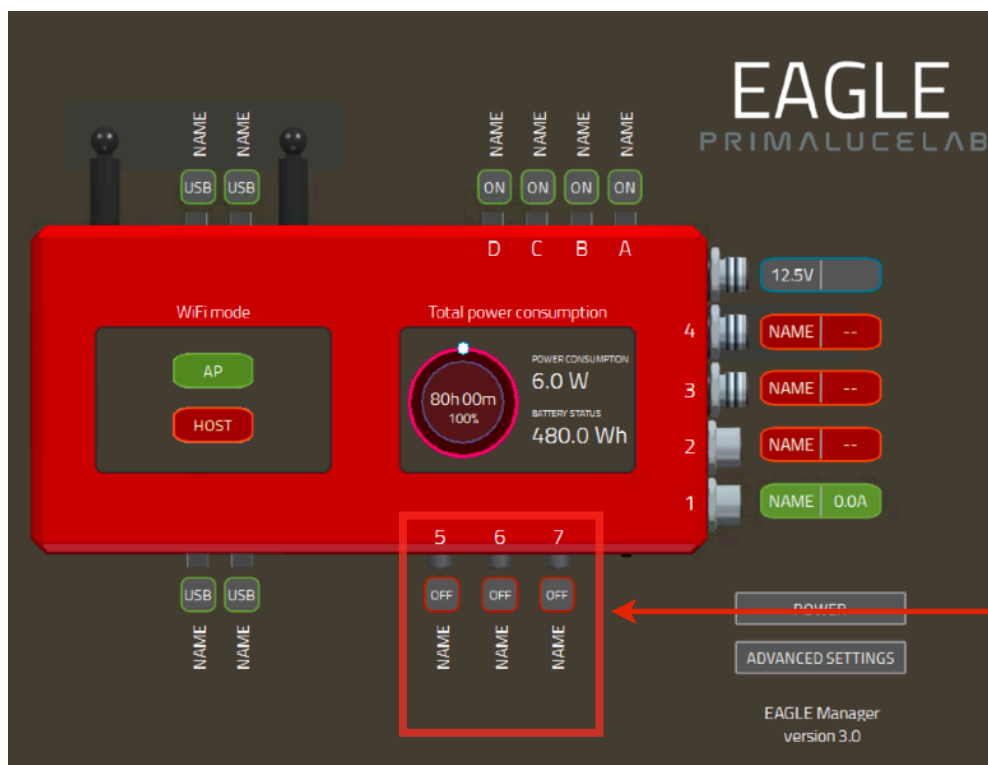 EAGLE
PRIMALUCELAB
NAME
NAME
NAME
NAME
NAME
NAME
USB
USB
ON
ON
ON
ON
D
C
B
A
12.5V
WiFi mode
Total power consumption
4
NAME
--
AP
HOST
80h 00m
100%
POWER CONSUMPTION
6.0 W
BATTERY STATUS
480.0 Wh
3
NAME
--
2
NAME
--
1
NAME
0.0A
5
6
7
USB
USB
OFF
OFF
OFF
NAME
NAME
NAME
NAME
NAME
POWER
ADVANCED SETTINGS
EAGLE Manager
version 3.0